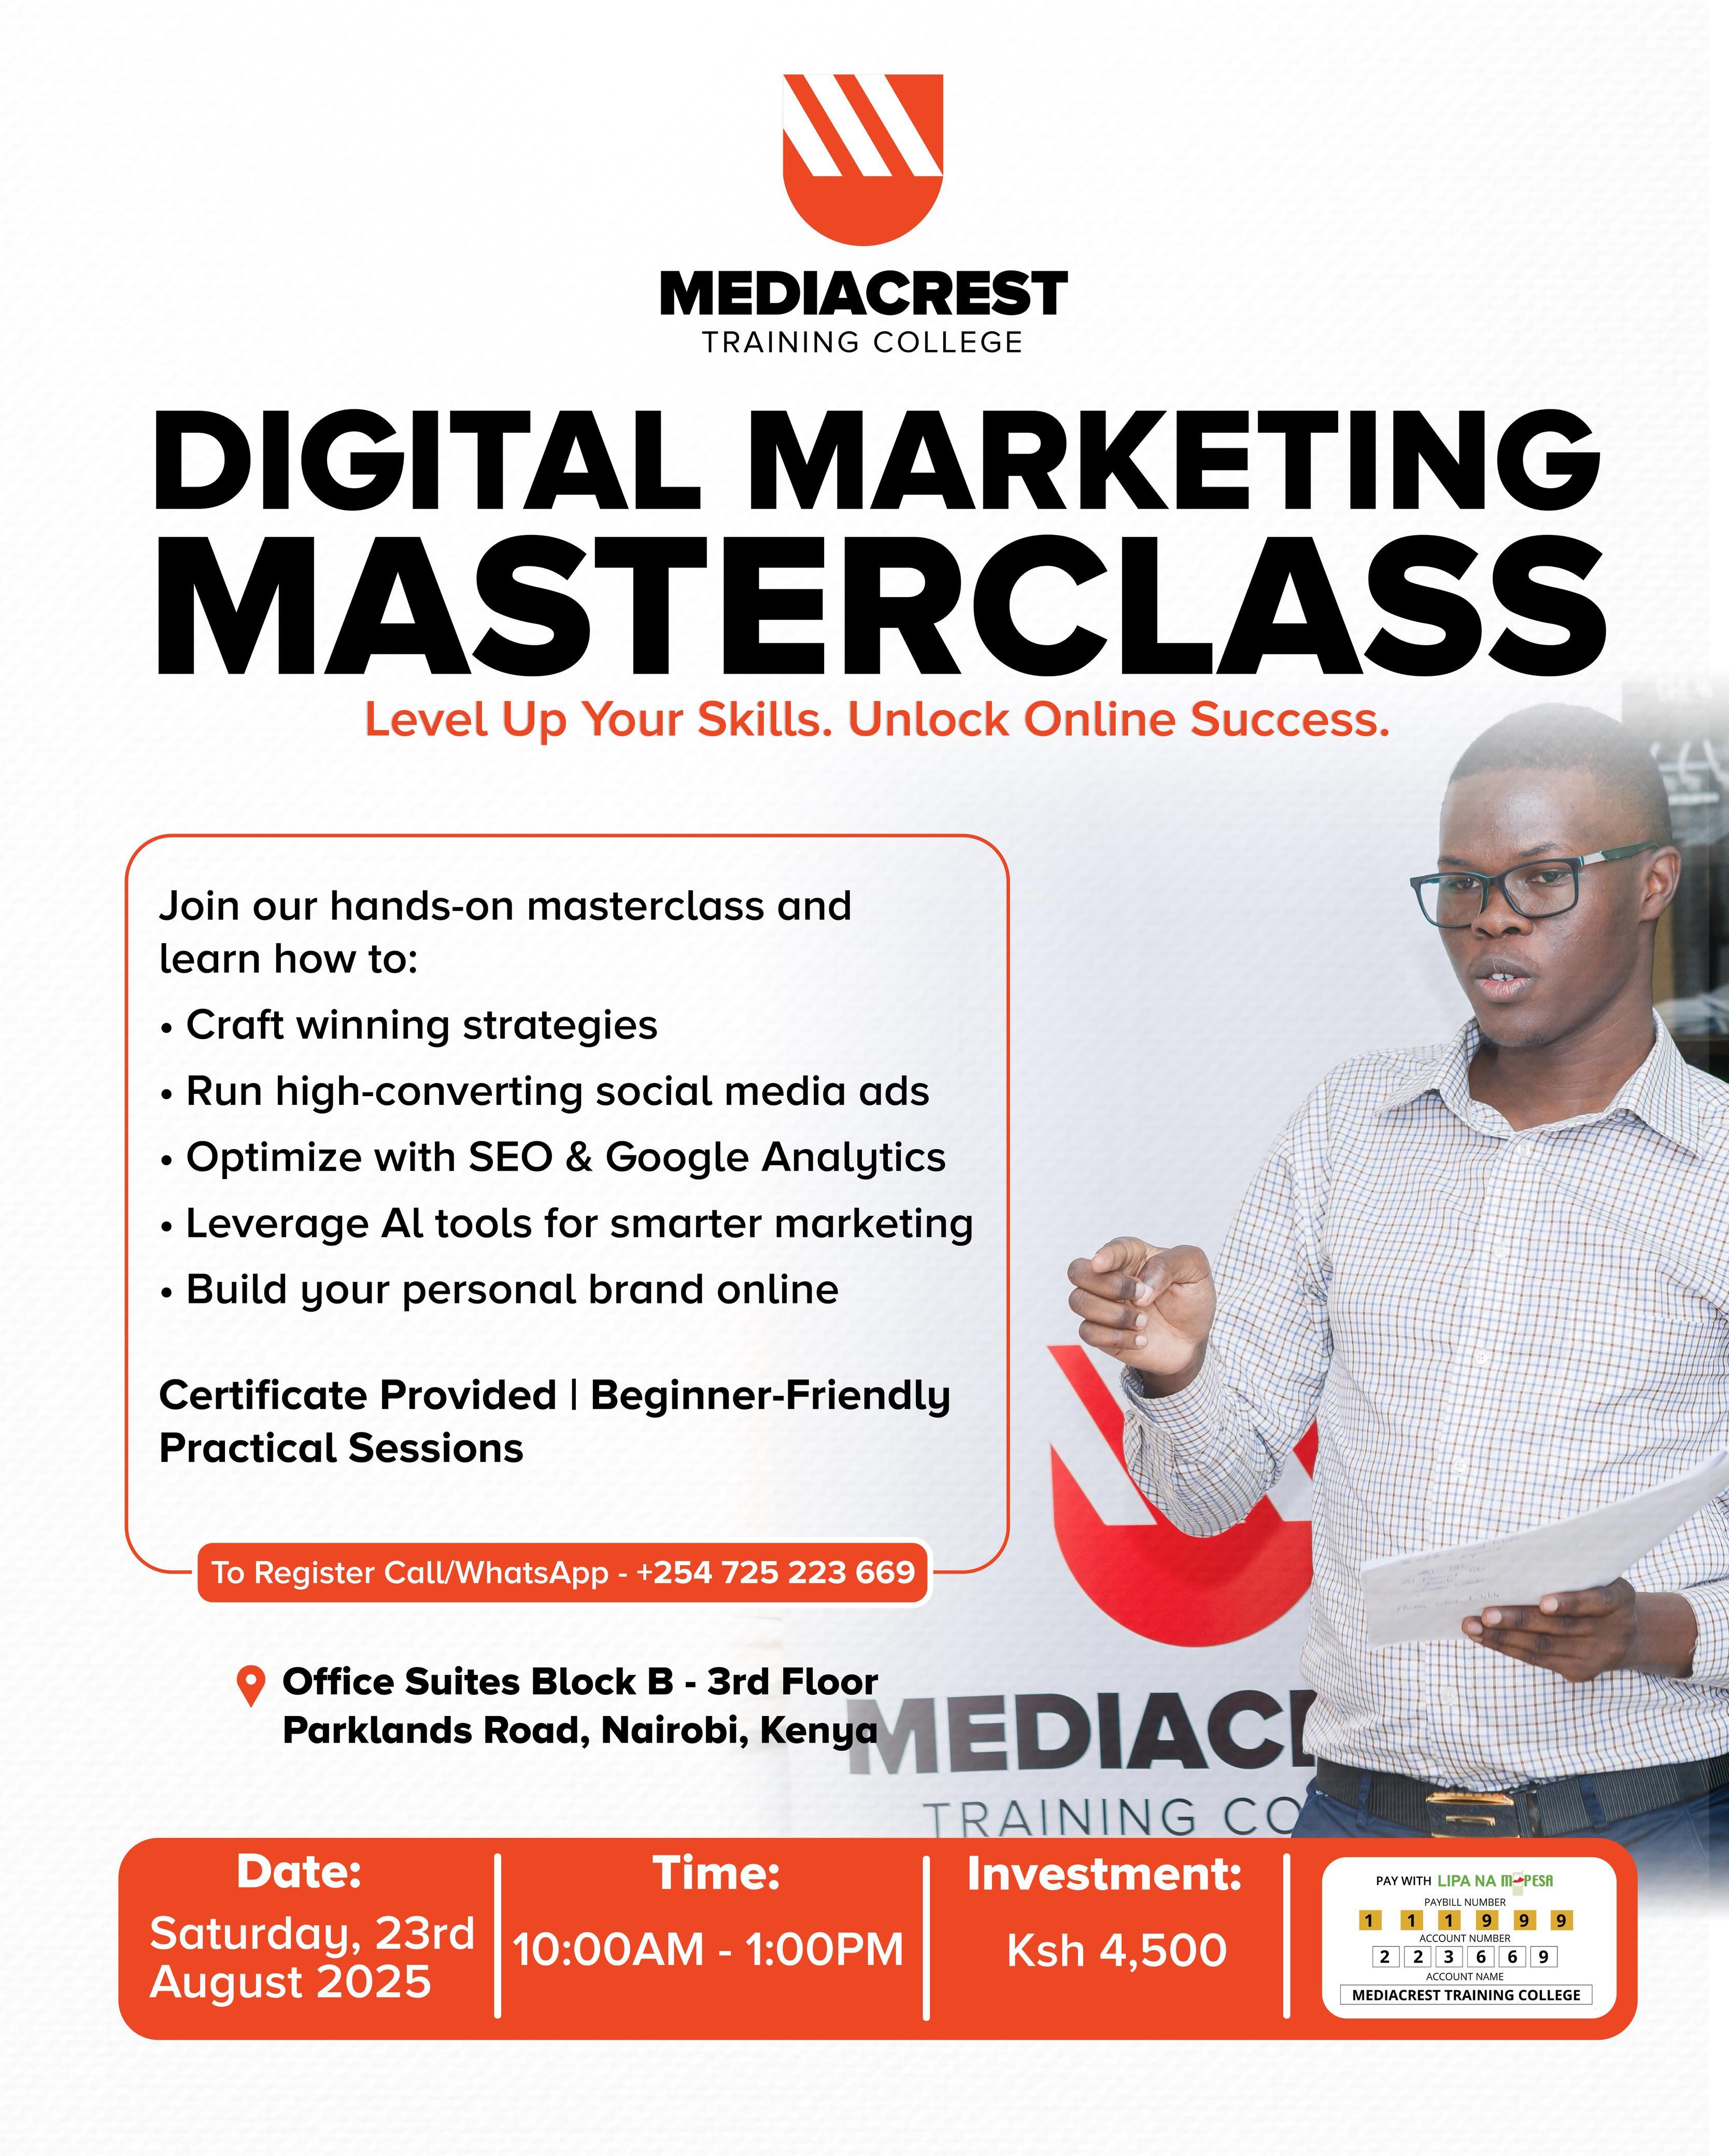 MEDIACREST
TRAINING COLLEGE
DIGITAL MARKETING
MASTERCLASS
Level Up Your Skills. Unlock Online Success.
Join our hands-on masterclass and
learn how to:
• Craft winning strategies
• Run high-converting social media ads
• Optimize with SEO & Google Analytics
• Leverage AI tools for smarter marketing
• Build your personal brand online
Certificate Provided | Beginner-Friendly
Practical Sessions
To Register Call/WhatsApp - +254 725 223 669
Office Suites Block B - 3rd Floor
Parklands Road, Nairobi, Kenya
MEDIAC
TRAINING CO
Date:
Saturday, 23rd
August 2025
Time:
10:00AM - 1:00PM
Investment:
Ksh 4,500
PAY WITH LIPA NA M-PESA
PAYBILL NUMBER
1 1 1 9 9 9
ACCOUNT NUMBER
2 2 3 6 6 9
ACCOUNT NAME
MEDIACREST TRAINING COLLEGE